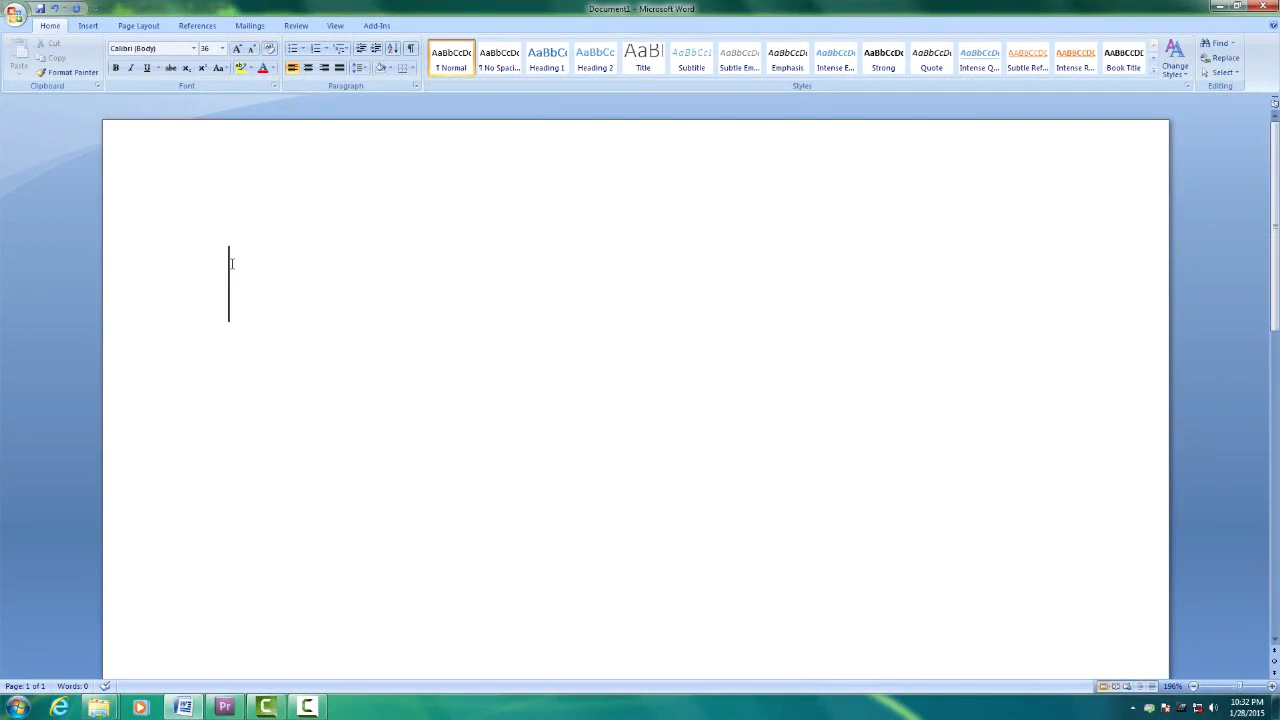 Document1 - Microsoft Word
Home Insert Page Layout References Mailings Review View Add-Ins
Paste
Cut
Copy
Format Painter
Clipboard
Calibri (Body) 36
Font
Paragraph
AaBbCcDc AaBbCcDc AaBbCc AaBbCc AaBl AaBbCcL AaBbCcDc AaBbCcDc AaBbCcDc AaBbCcDc AaBbCcDc AaBbCcDc AaBbCcDc AaBbCcDc AaBbCcDc
¶ Normal ¶ No Spaci... Heading 1 Heading 2 Title Subtitle Subtle Em... Emphasis Intense E... Strong Quote Intense Q... Subtle Ref... Intense R... Book Title
Change Styles
Styles
Find
Replace
Select
Editing
Page: 1 of 1 Words: 0
196%
10:32 PM
1/28/2015